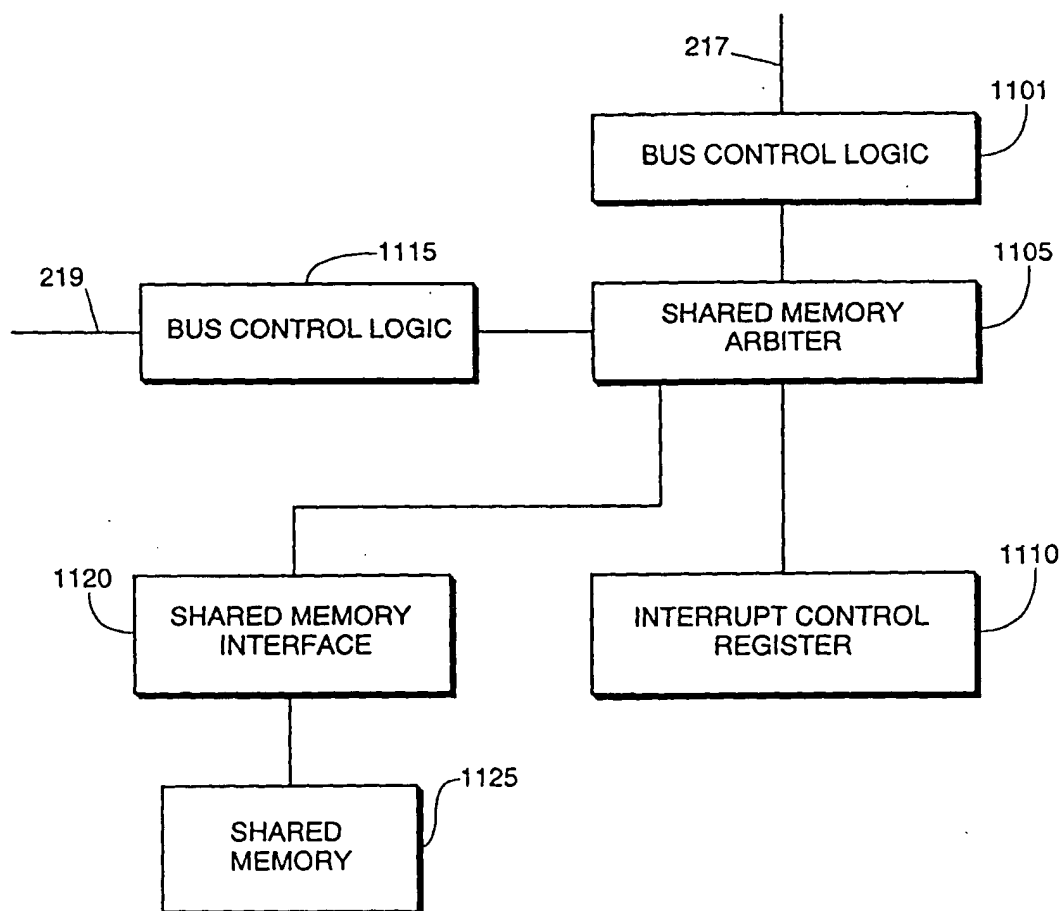 217
1101
BUS CONTROL LOGIC
1115
1105
219
BUS CONTROL LOGIC
SHARED MEMORY
ARBITER
1120
1110
SHARED MEMORY
INTERFACE
INTERRUPT CONTROL
REGISTER
1125
SHARED
MEMORY